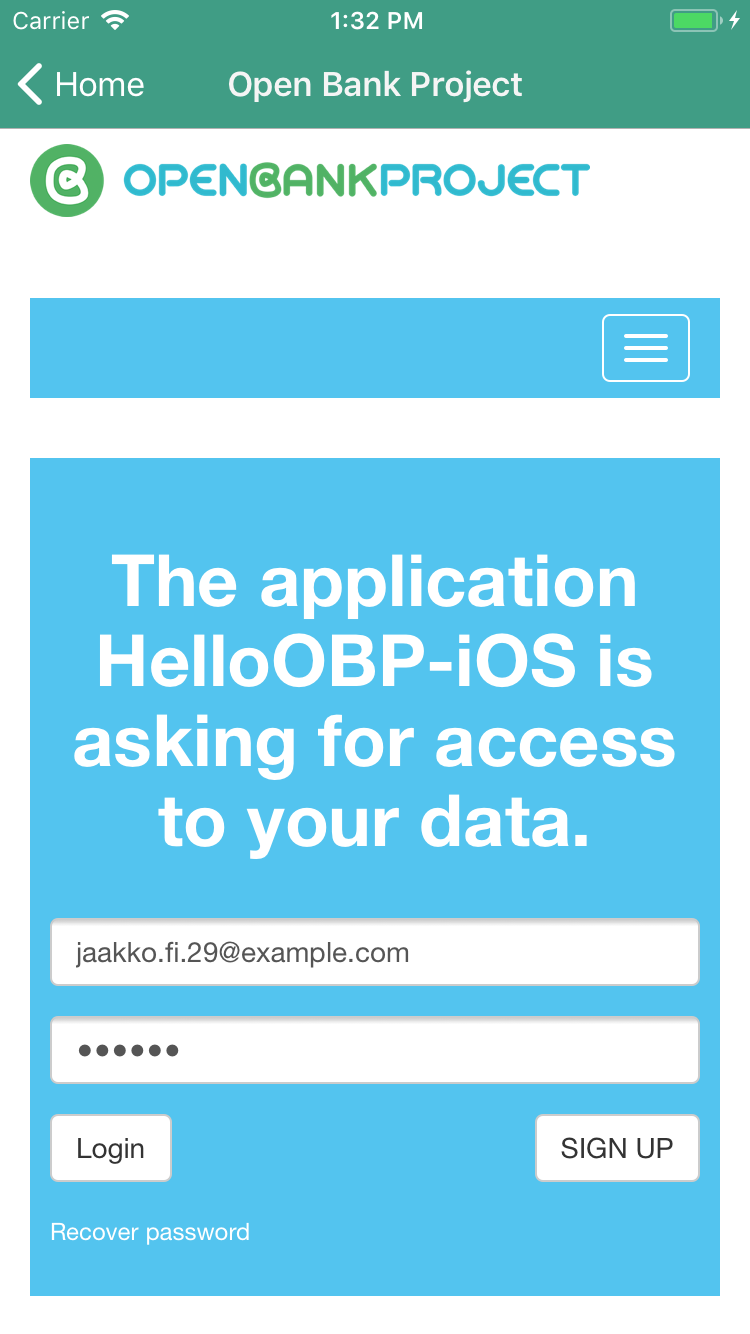 Carrier 1:32 PM
Home Open Bank Project
OPENBANKPROJECT
The application
HelloOBP-iOS is
asking for access
to your data.
jaakko.fi.29@example.com
••••••
Login SIGN UP
Recover password